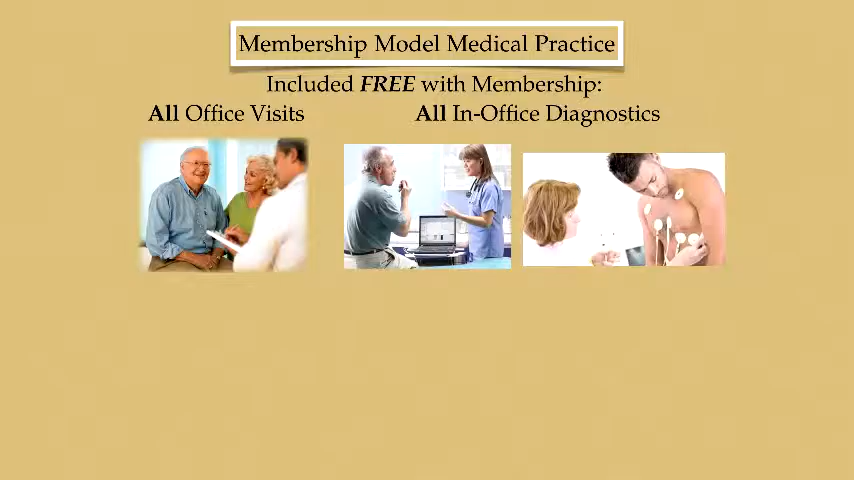 Membership Model Medical Practice
Included FREE with Membership:
All Office Visits
All In-Office Diagnostics